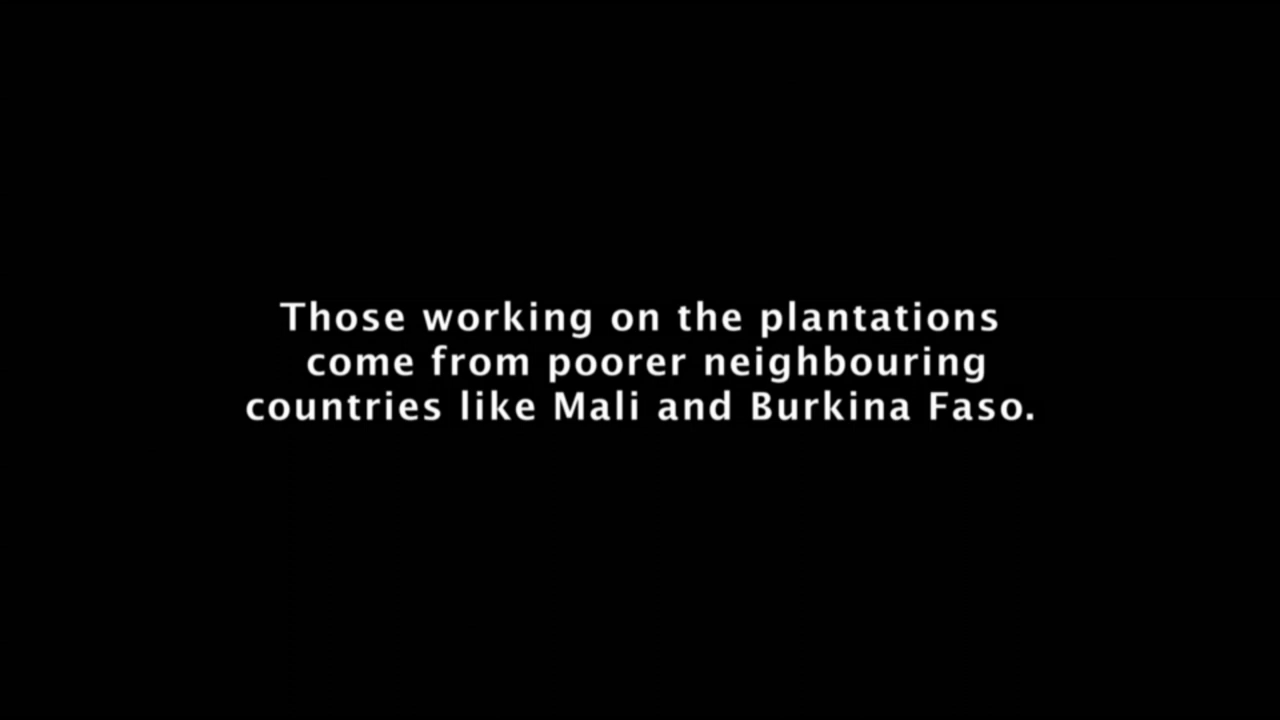 Those working on the plantations
come from poorer neighbouring
countries like Mali and Burkina Faso.